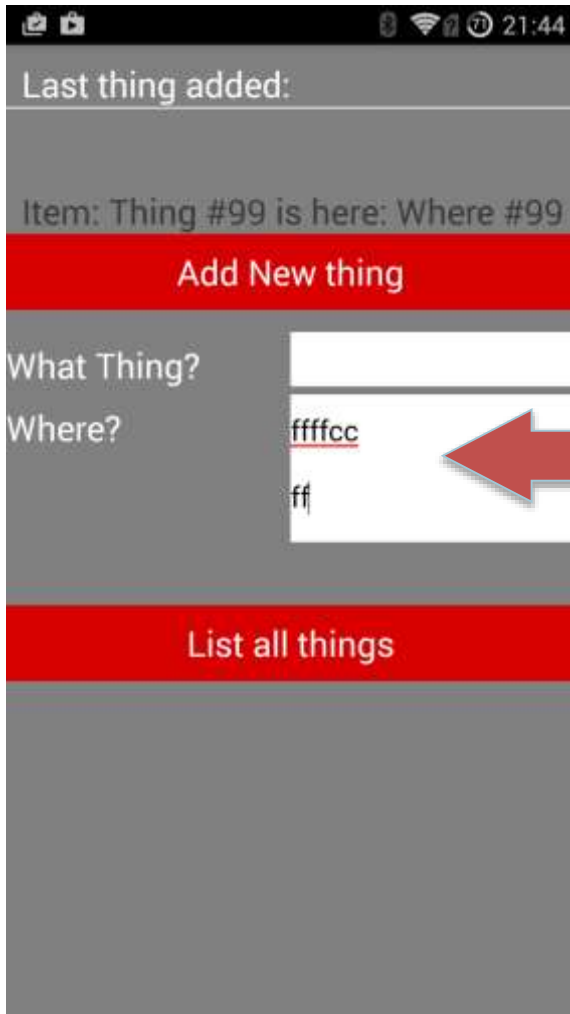 71 21:44
Last thing added:
Item: Thing #99 is here: Where #99
Add New thing
What Thing?
Where? ffffcc
ff
List all things